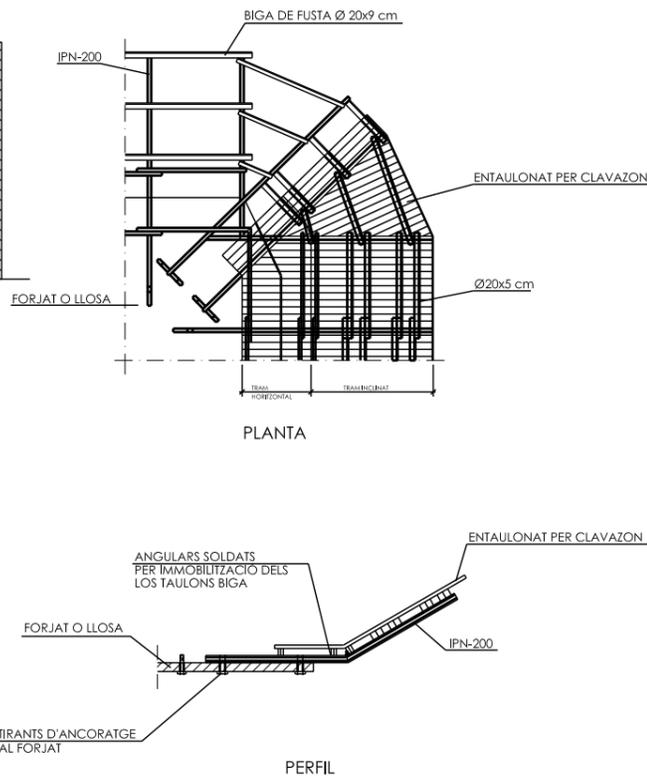 BIGA DE FUSTA Ø 20x9 cm
IPN-200
ENTAULONAT PER CLAVAZON
Ø20x5 cm
FORJAT O LLOSA
TRAM
HORITZONTAL
TRAM INCLINAT
PLANTA
ENTAULONAT PER CLAVAZON
ANGULARS SOLDATS
PER IMMOBILITZACIÓ DELS
LOS TAULONS BIGA
FORJAT O LLOSA
IPN-200
TIRANTS D'ANCORATGE
AL FORJAT
PERFIL